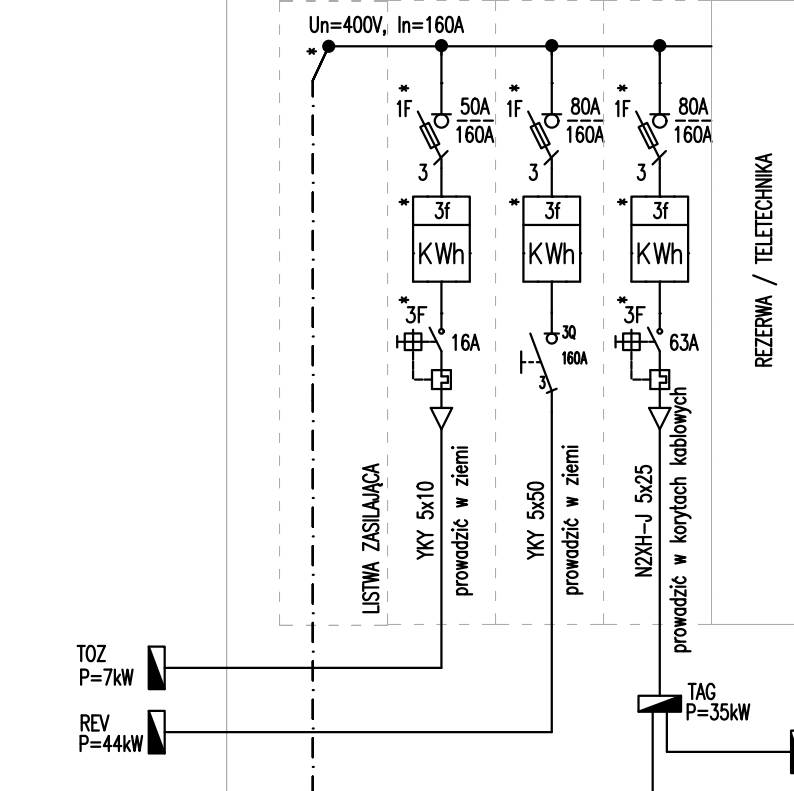 Un=400V, In=160A
*
*
1F
50A
160A
3
*
1F
80A
160A
3
*
1F
80A
160A
3
*
3f
KWh
*
3f
KWh
*
3f
KWh
*
3F
16A
3Q
160A
3
*
3F
63A
REZERWA / TELETECHNIKA
LISTWA ZASILAJĄCA
YKY 5x10
prowadzić w ziemi
YKY 5x50
prowadzić w ziemi
N2XH-J 5x25
prowadzić w korytach kablowych
TOZ
P=7kW
REV
P=44kW
TAG
P=35kW